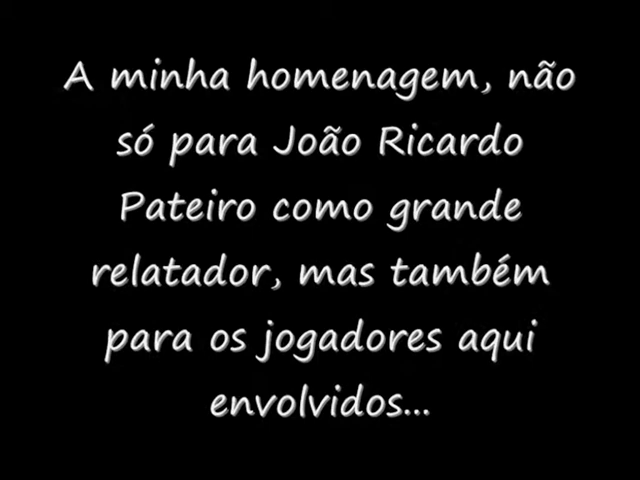 A minha homenagem, não
só para João Ricardo
Pateiro como grande
relatador, mas também
para os jogadores aqui
envolvidos...